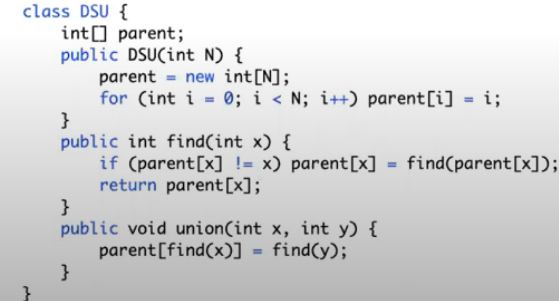 class DSU {
int[] parent;
public DSU(int N) {
parent = new int[N];
for (int i = 0; i < N; i++) parent[i] = i;
}
public int find(int x) {
if (parent[x] != x) parent[x] = find(parent[x]);
return parent[x];
}
public void union(int x, int y) {
parent[find(x)] = find(y);
}
}